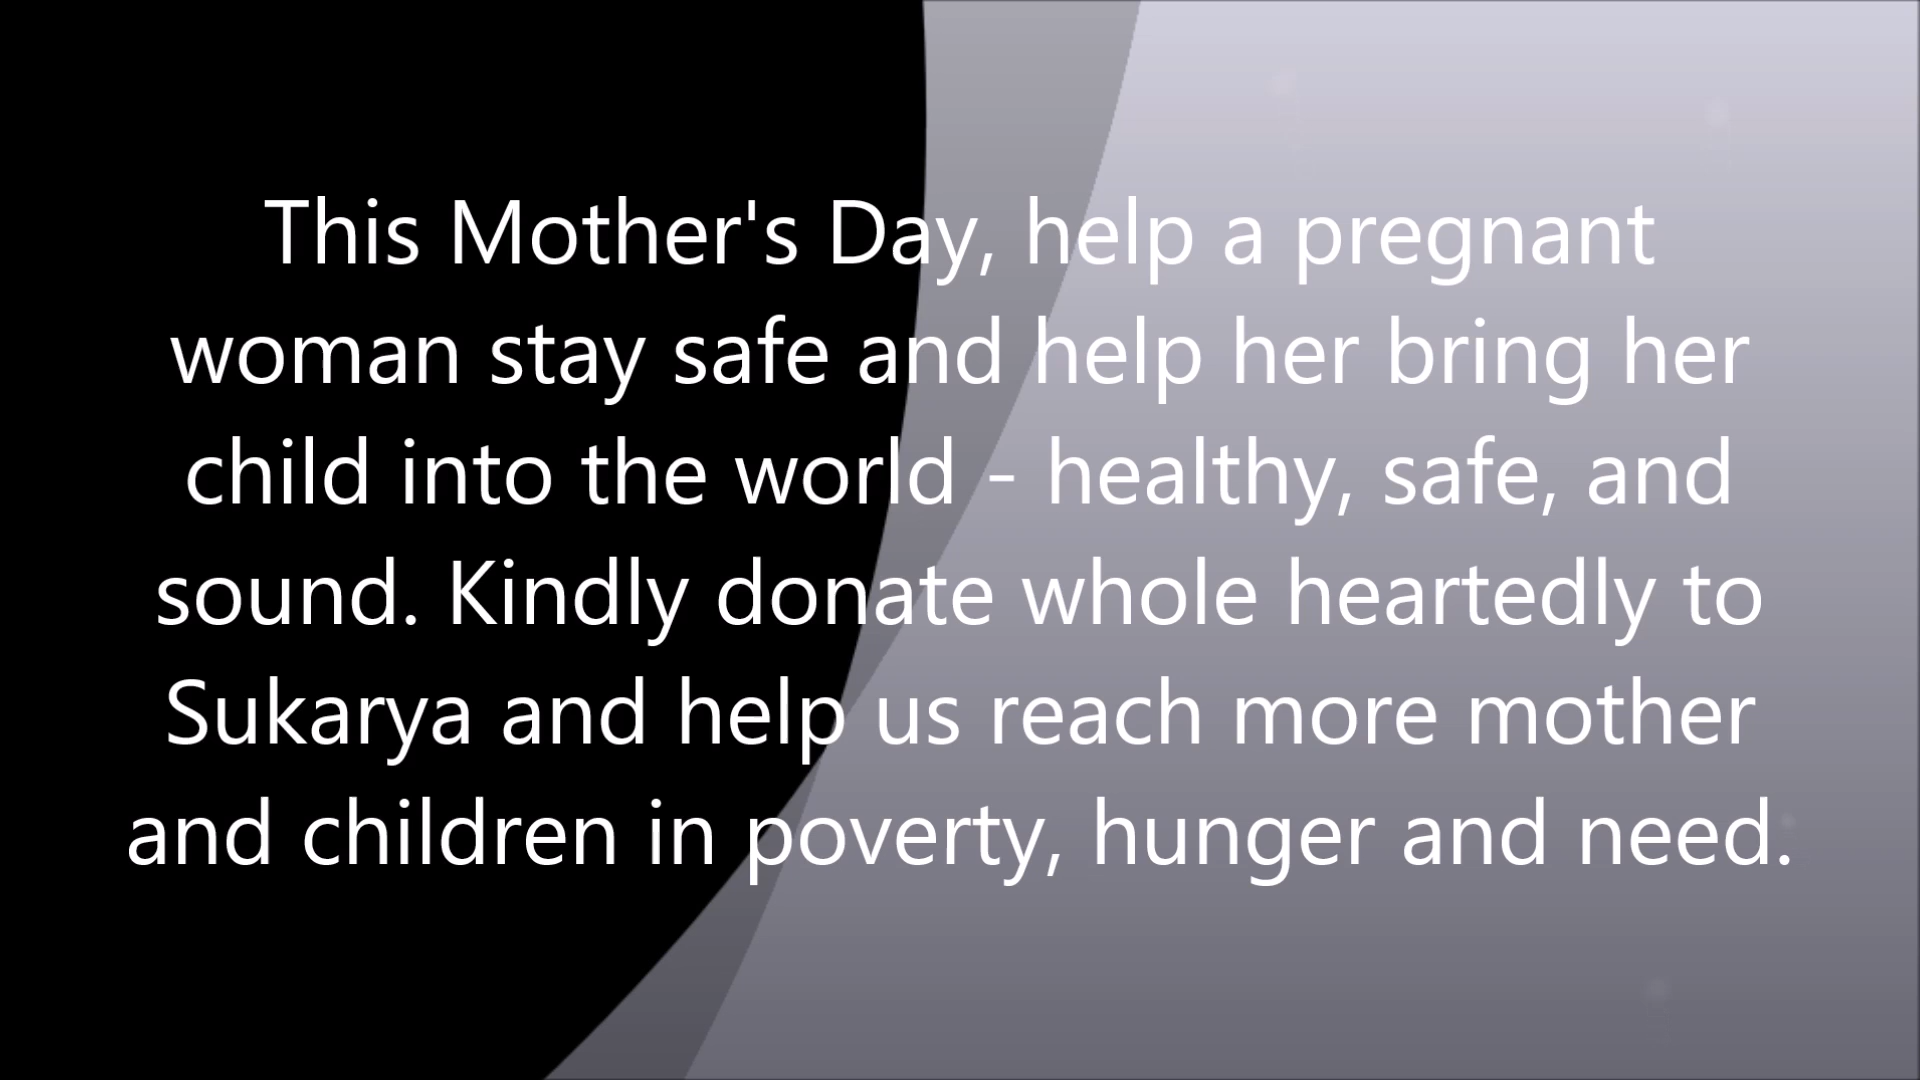 This Mother's Day, help a pregnant
woman stay safe and help her bring her
child into the world - healthy, safe, and
sound. Kindly donate whole heartedly to
Sukarya and help us reach more mother
and children in poverty, hunger and need.